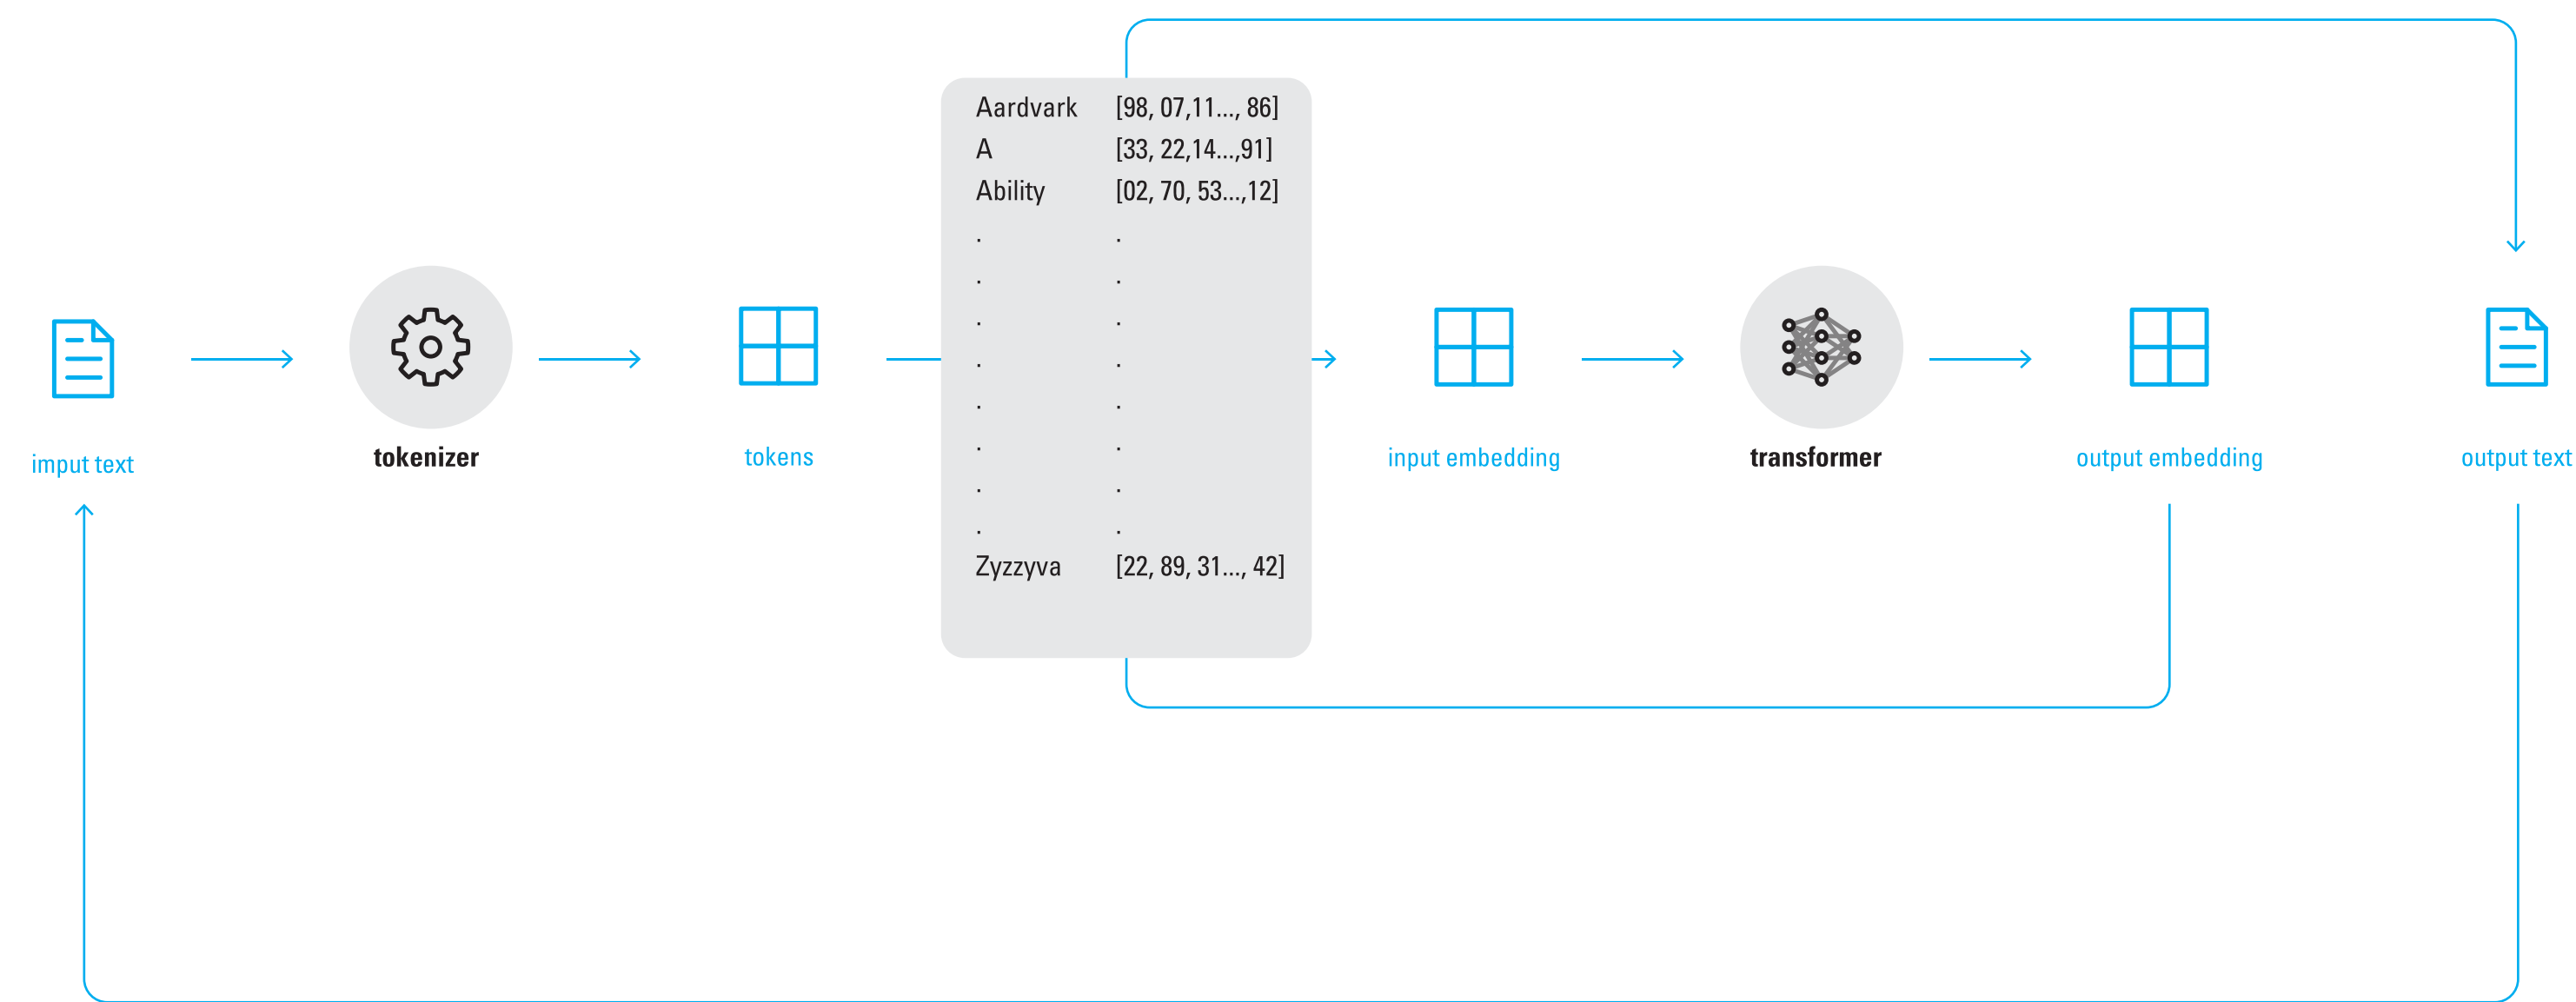 Aardvark [98, 07,11..., 86]
A [33, 22,14...,91]
Ability [02, 70, 53...,12]
. .
. .
. .
. .
. .
. .
. .
. .
Zyzzyva [22, 89, 31..., 42]
imput text
tokenizer
tokens
input embedding
transformer
output embedding
output text